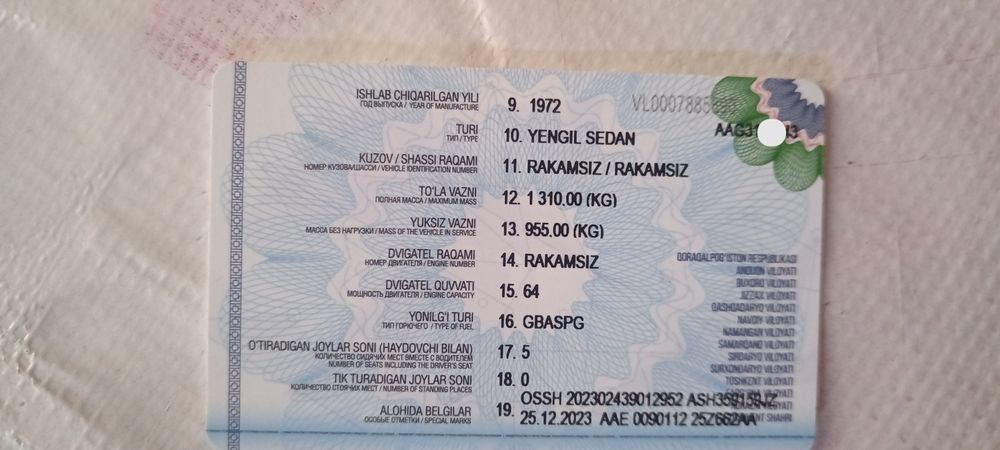 ISHLAB CHIQARILGAN YILI
ГОД ВЫПУСКА / YEAR OF MANUFACTURE
9. 1972
TURI
ТИП / TYPE
10. YENGIL SEDAN
KUZOV / SHASSI RAQAMI
НОМЕР КУЗОВА/ШАССИ / VEHICLE IDENTIFICATION NUMBER
11. RAKAMSIZ / RAKAMSIZ
TO'LA VAZNI
ПОЛНАЯ МАССА / MAXIMUM MASS
12. 1 310.00 (KG)
YUKSIZ VAZNI
МАССА БЕЗ НАГРУЗКИ / MASS OF THE VEHICLE IN SERVICE
13. 955.00 (KG)
DVIGATEL RAQAMI
НОМЕР ДВИГАТЕЛЯ / ENGINE NUMBER
14. RAKAMSIZ
DVIGATEL QUVVATI
МОЩНОСТЬ ДВИГАТЕЛЯ / ENGINE CAPACITY
15. 64
YONILG'I TURI
ТИП ГОРЮЧЕГО / TYPE OF FUEL
16. GBASPG
O'TIRADIGAN JOYLAR SONI (HAYDOVCHI BILAN)
КОЛИЧЕСТВО СИДЯЧИХ МЕСТ ВМЕСТЕ С ВОДИТЕЛЕМ
NUMBER OF SEATS INCLUDING THE DRIVER'S SEAT
17. 5
TIK TURADIGAN JOYLAR SONI
КОЛИЧЕСТВО СТОЯЧИХ МЕСТ / NUMBER OF STANDING PLACES
18. 0
ALOHIDA BELGILAR
ОСОБЫЕ ОТМЕТКИ / SPECIAL MARKS
19. OSSH 202302439012952
25.12.2023 AAE 0090112 25Z662AA
QORAQALPOG'ISTON RESPUBLIKASI
ANDIJON VILOYATI
BUXORO VILOYATI
JIZZAX VILOYATI
QASHQADARYO VILOYATI
NAVOIY VILOYATI
NAMANGAN VILOYATI
SAMARQAND VILOYATI
SIRDARYO VILOYATI
SURXONDARYO VILOYATI
TOSHKENT VILOYATI